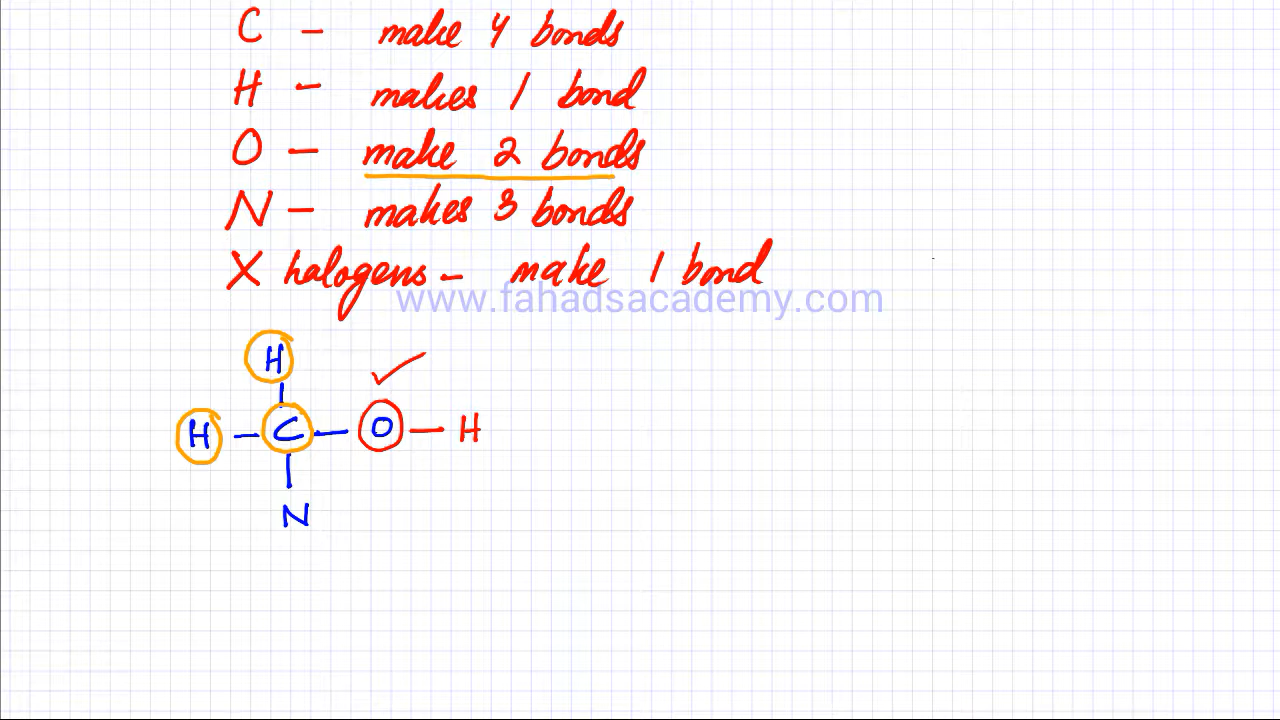 C - make 4 bonds
H - makes 1 bond
O - make 2 bonds
N - makes 3 bonds
X halogens - make 1 bond
www.fahadsacademy.com
H
H - C - O - H
N